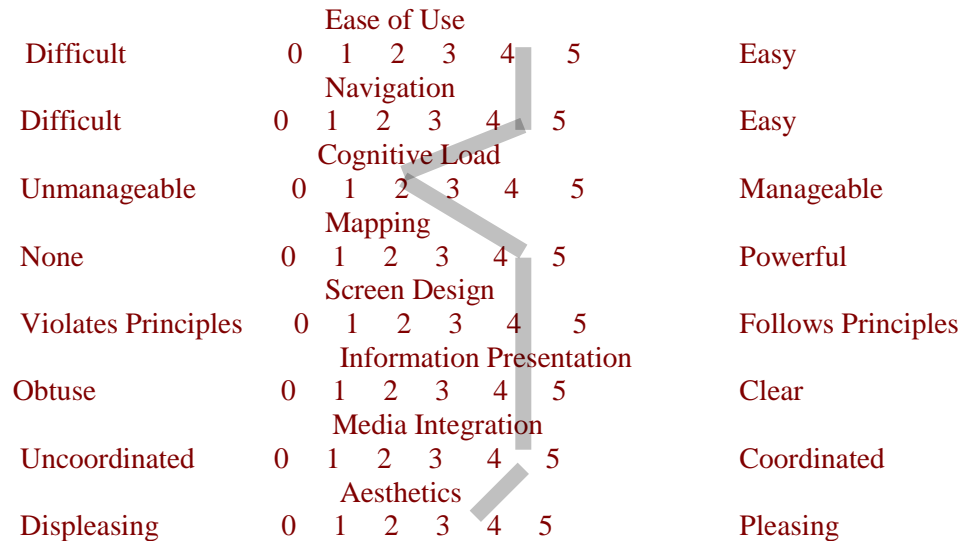 Ease of Use
Difficult 0 1 2 3 4 5 Easy
Navigation
Difficult 0 1 2 3 4 5 Easy
Cognitive Load
Unmanageable 0 1 2 3 4 5 Manageable
Mapping
None 0 1 2 3 4 5 Powerful
Screen Design
Violates Principles 0 1 2 3 4 5 Follows Principles
Information Presentation
Obtuse 0 1 2 3 4 5 Clear
Media Integration
Uncoordinated 0 1 2 3 4 5 Coordinated
Aesthetics
Displeasing 0 1 2 3 4 5 Pleasing